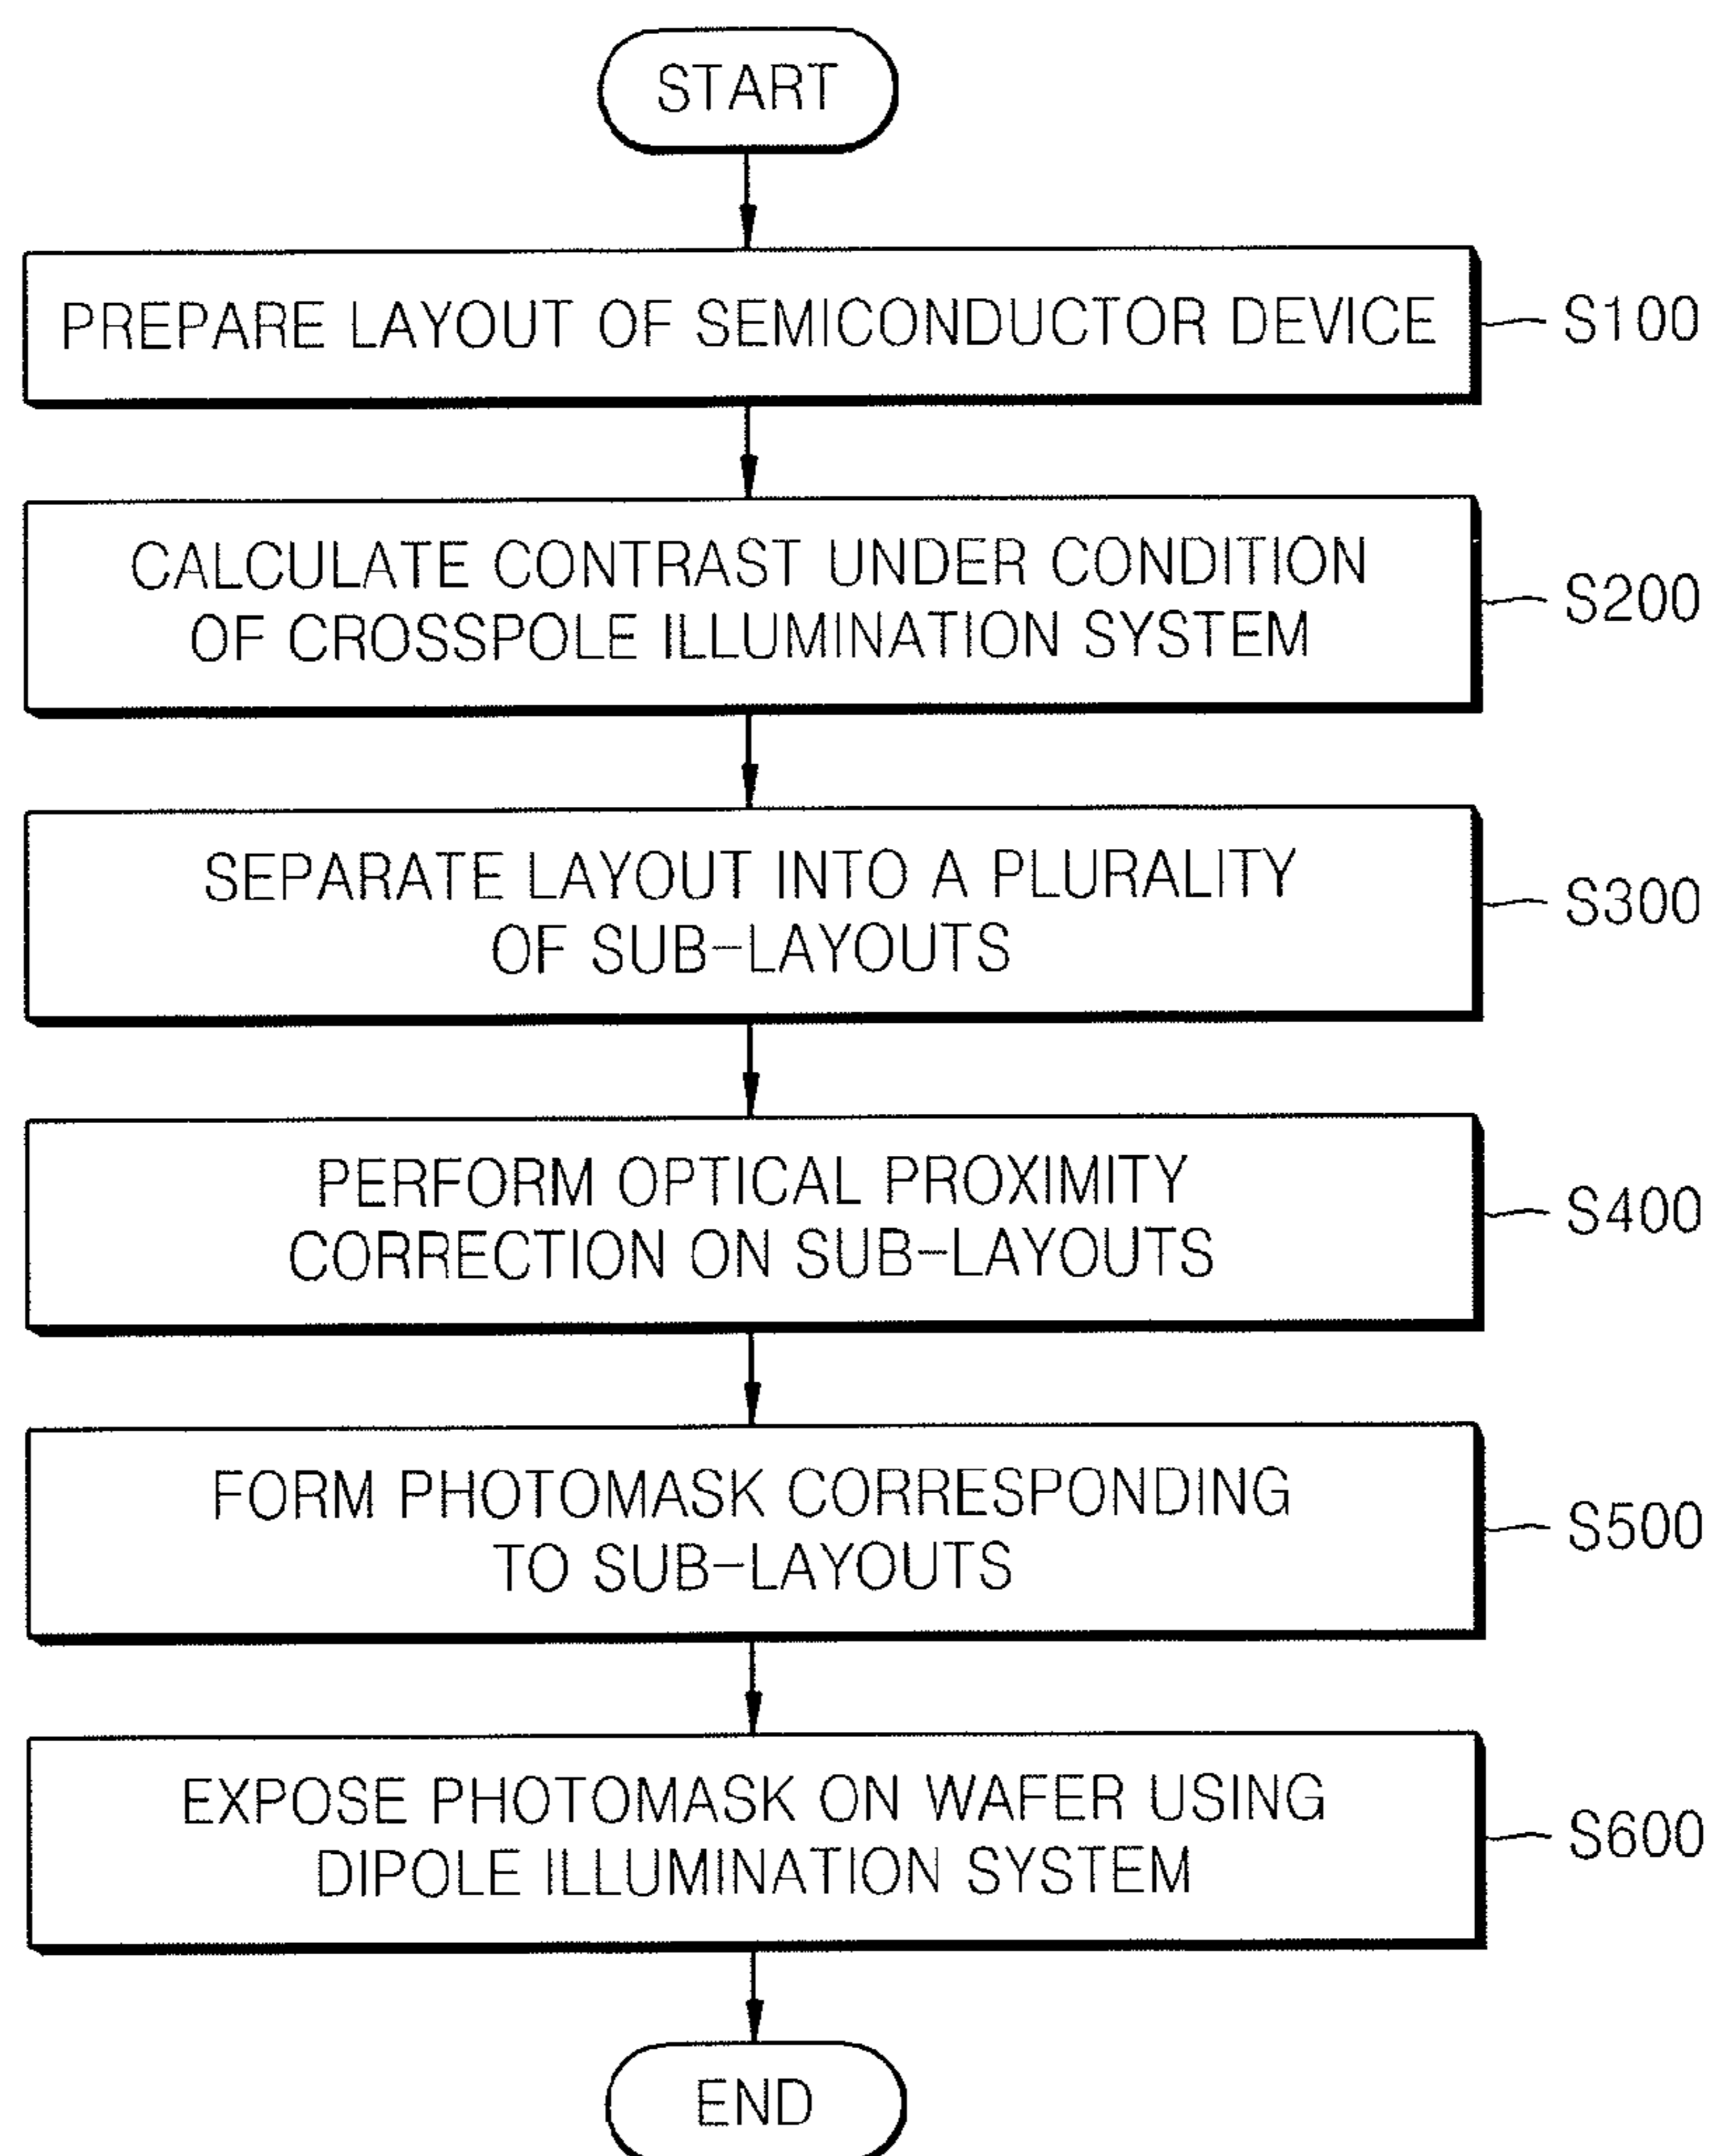 START
PREPARE LAYOUT OF SEMICONDUCTOR DEVICE
S100
CALCULATE CONTRAST UNDER CONDITION
OF CROSSPOLE ILLUMINATION SYSTEM
S200
SEPARATE LAYOUT INTO A PLURALITY
OF SUB-LAYOUTS
S300
PERFORM OPTICAL PROXIMITY
CORRECTION ON SUB-LAYOUTS
S400
FORM PHOTOMASK CORRESPONDING
TO SUB-LAYOUTS
S500
EXPOSE PHOTOMASK ON WAFER USING
DIPOLE ILLUMINATION SYSTEM
S600
END